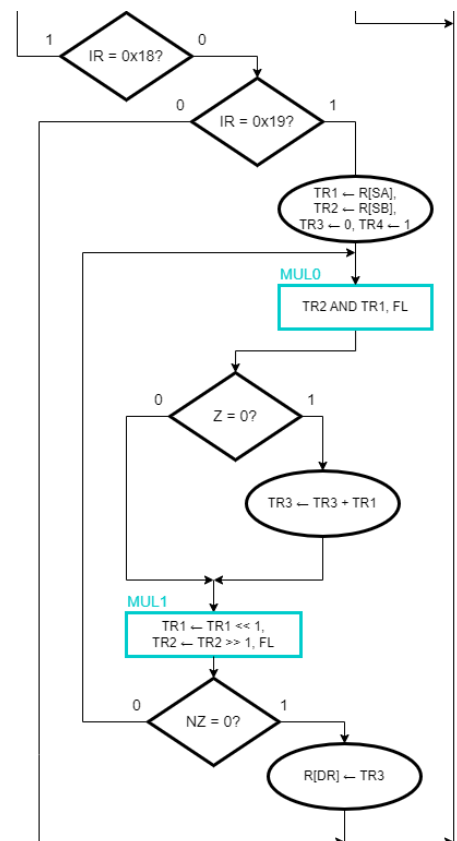 1
0
IR = 0x18?
0
1
IR = 0x19?
TR1 ← R[SA],
TR2 ← R[SB],
TR3 ← 0, TR4 ← 1
MUL0
TR2 AND TR1, FL
0
1
Z = 0?
TR3 ← TR3 + TR1
MUL1
TR1 ← TR1 << 1,
TR2 ← TR2 >> 1, FL
0
1
NZ = 0?
R[DR] ← TR3